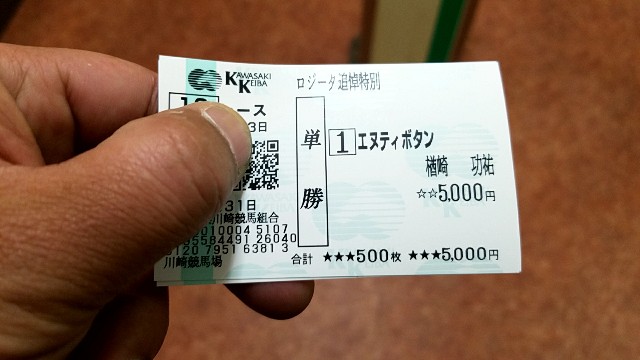 KAWASAKI
KEIBA
ロジータ追悼特別
ース
3日
単勝
1 エヌティボタン
楢崎 功祐
☆☆5,000円
31日
川崎競馬組合
010004 5107
5584491 26040
120 7951 6381 3
川崎競馬場
合計 ★★★500枚 ★★★5,000円